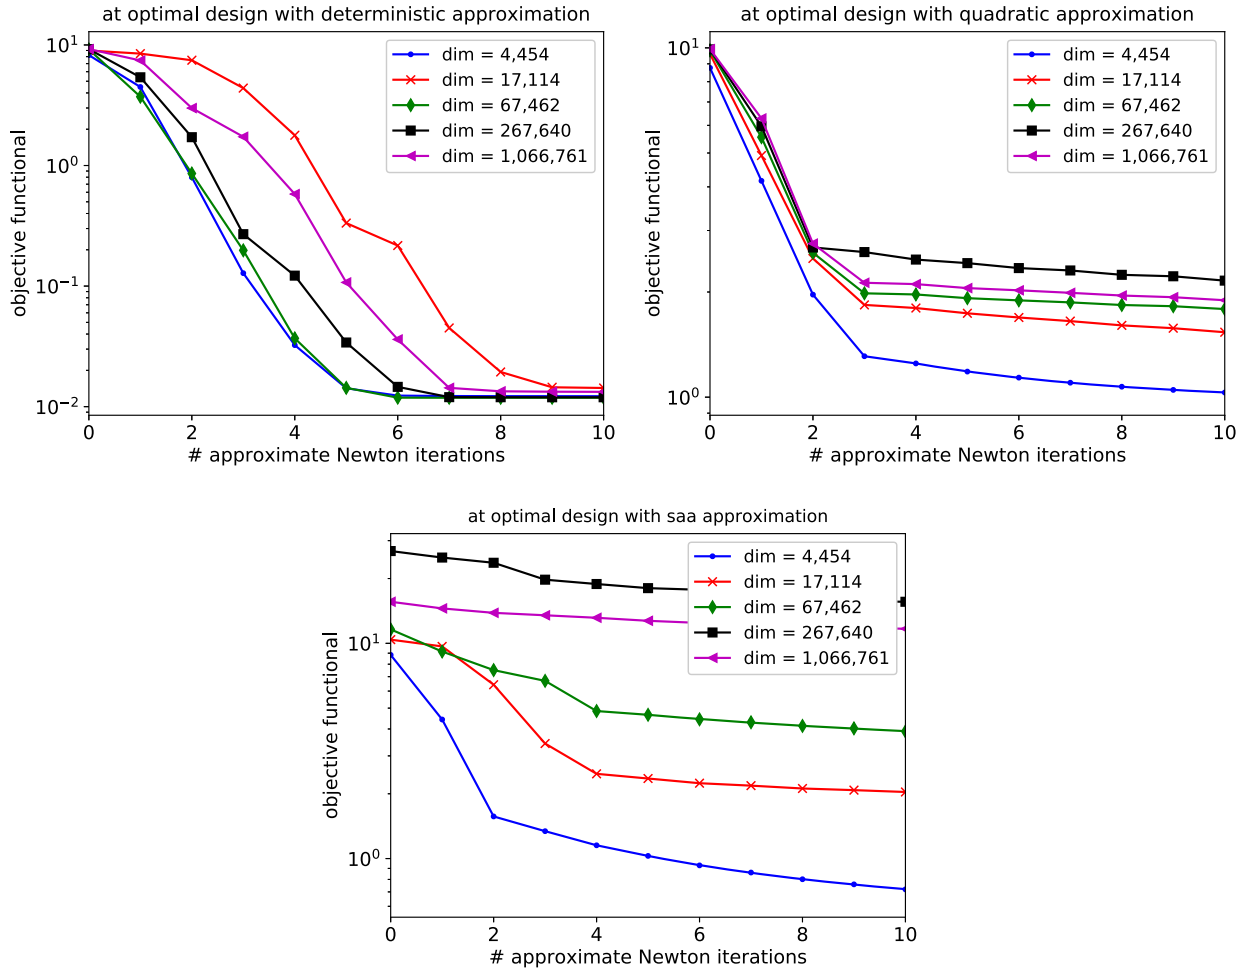 at optimal design with deterministic approximation
objective functional
10^1
10^0
10^-1
10^-2
dim = 4,454
dim = 17,114
dim = 67,462
dim = 267,640
dim = 1,066,761
0 2 4 6 8 10
# approximate Newton iterations
at optimal design with quadratic approximation
objective functional
10^1
10^0
dim = 4,454
dim = 17,114
dim = 67,462
dim = 267,640
dim = 1,066,761
0 2 4 6 8 10
# approximate Newton iterations
at optimal design with saa approximation
objective functional
10^1
10^0
dim = 4,454
dim = 17,114
dim = 67,462
dim = 267,640
dim = 1,066,761
0 2 4 6 8 10
# approximate Newton iterations